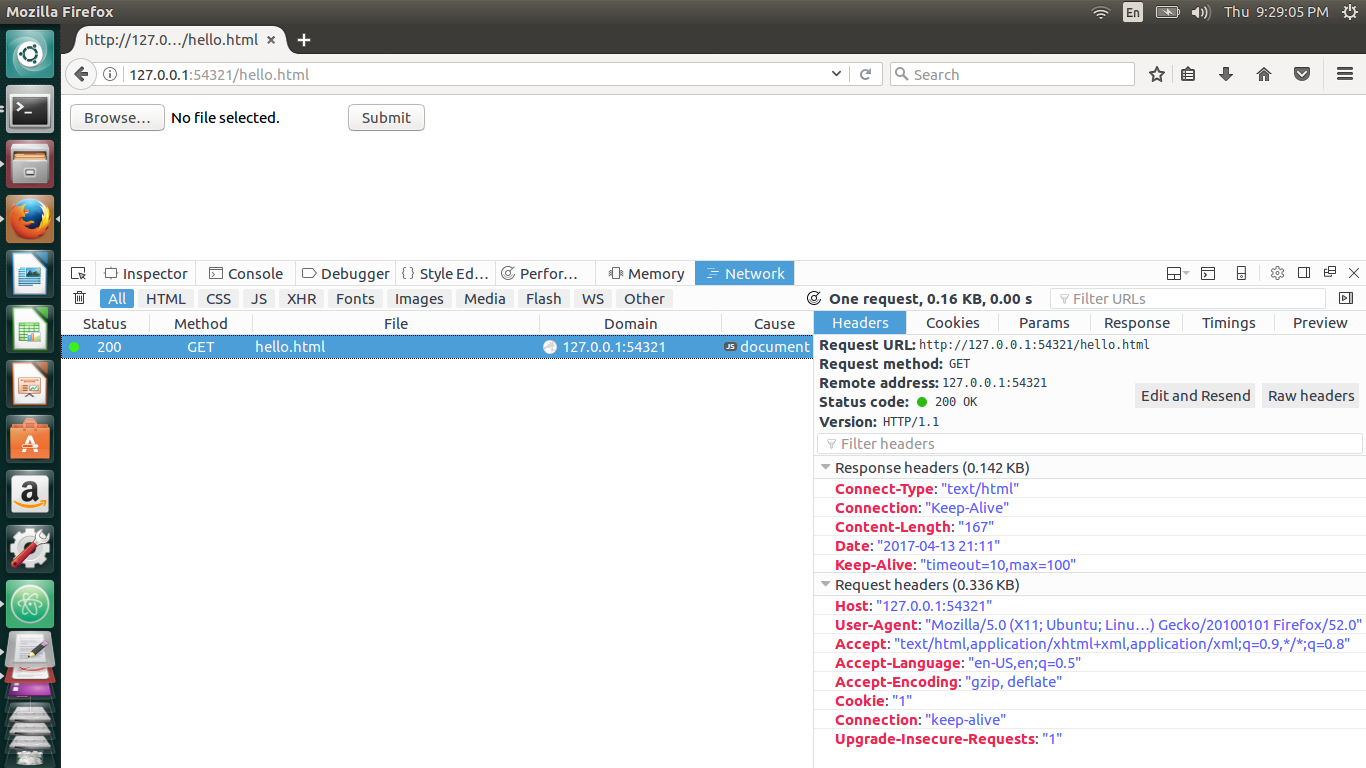 Mozilla Firefox En Thu 9:29:05 PM
http://127.0.../hello.html
127.0.0.1:54321/hello.html Search
Browse... No file selected. Submit
Inspector Console Debugger Style Ed... Perfor... Memory Network
All HTML CSS JS XHR Fonts Images Media Flash WS Other One request, 0.16 KB, 0.00 s Filter URLs
Status Method File Domain Cause Headers Cookies Params Response Timings Preview
200 GET hello.html 127.0.0.1:54321 JS document
Request URL: http://127.0.0.1:54321/hello.html
Request method: GET
Remote address: 127.0.0.1:54321
Status code: 200 OK Edit and Resend Raw headers
Version: HTTP/1.1
Filter headers
Response headers (0.142 KB)
Connect-Type: "text/html"
Connection: "Keep-Alive"
Content-Length: "167"
Date: "2017-04-13 21:11"
Keep-Alive: "timeout=10,max=100"
Request headers (0.336 KB)
Host: "127.0.0.1:54321"
User-Agent: "Mozilla/5.0 (X11; Ubuntu; Linu...) Gecko/20100101 Firefox/52.0"
Accept: "text/html,application/xhtml+xml,application/xml;q=0.9,*/*;q=0.8"
Accept-Language: "en-US,en;q=0.5"
Accept-Encoding: "gzip, deflate"
Cookie: "1"
Connection: "keep-alive"
Upgrade-Insecure-Requests: "1"